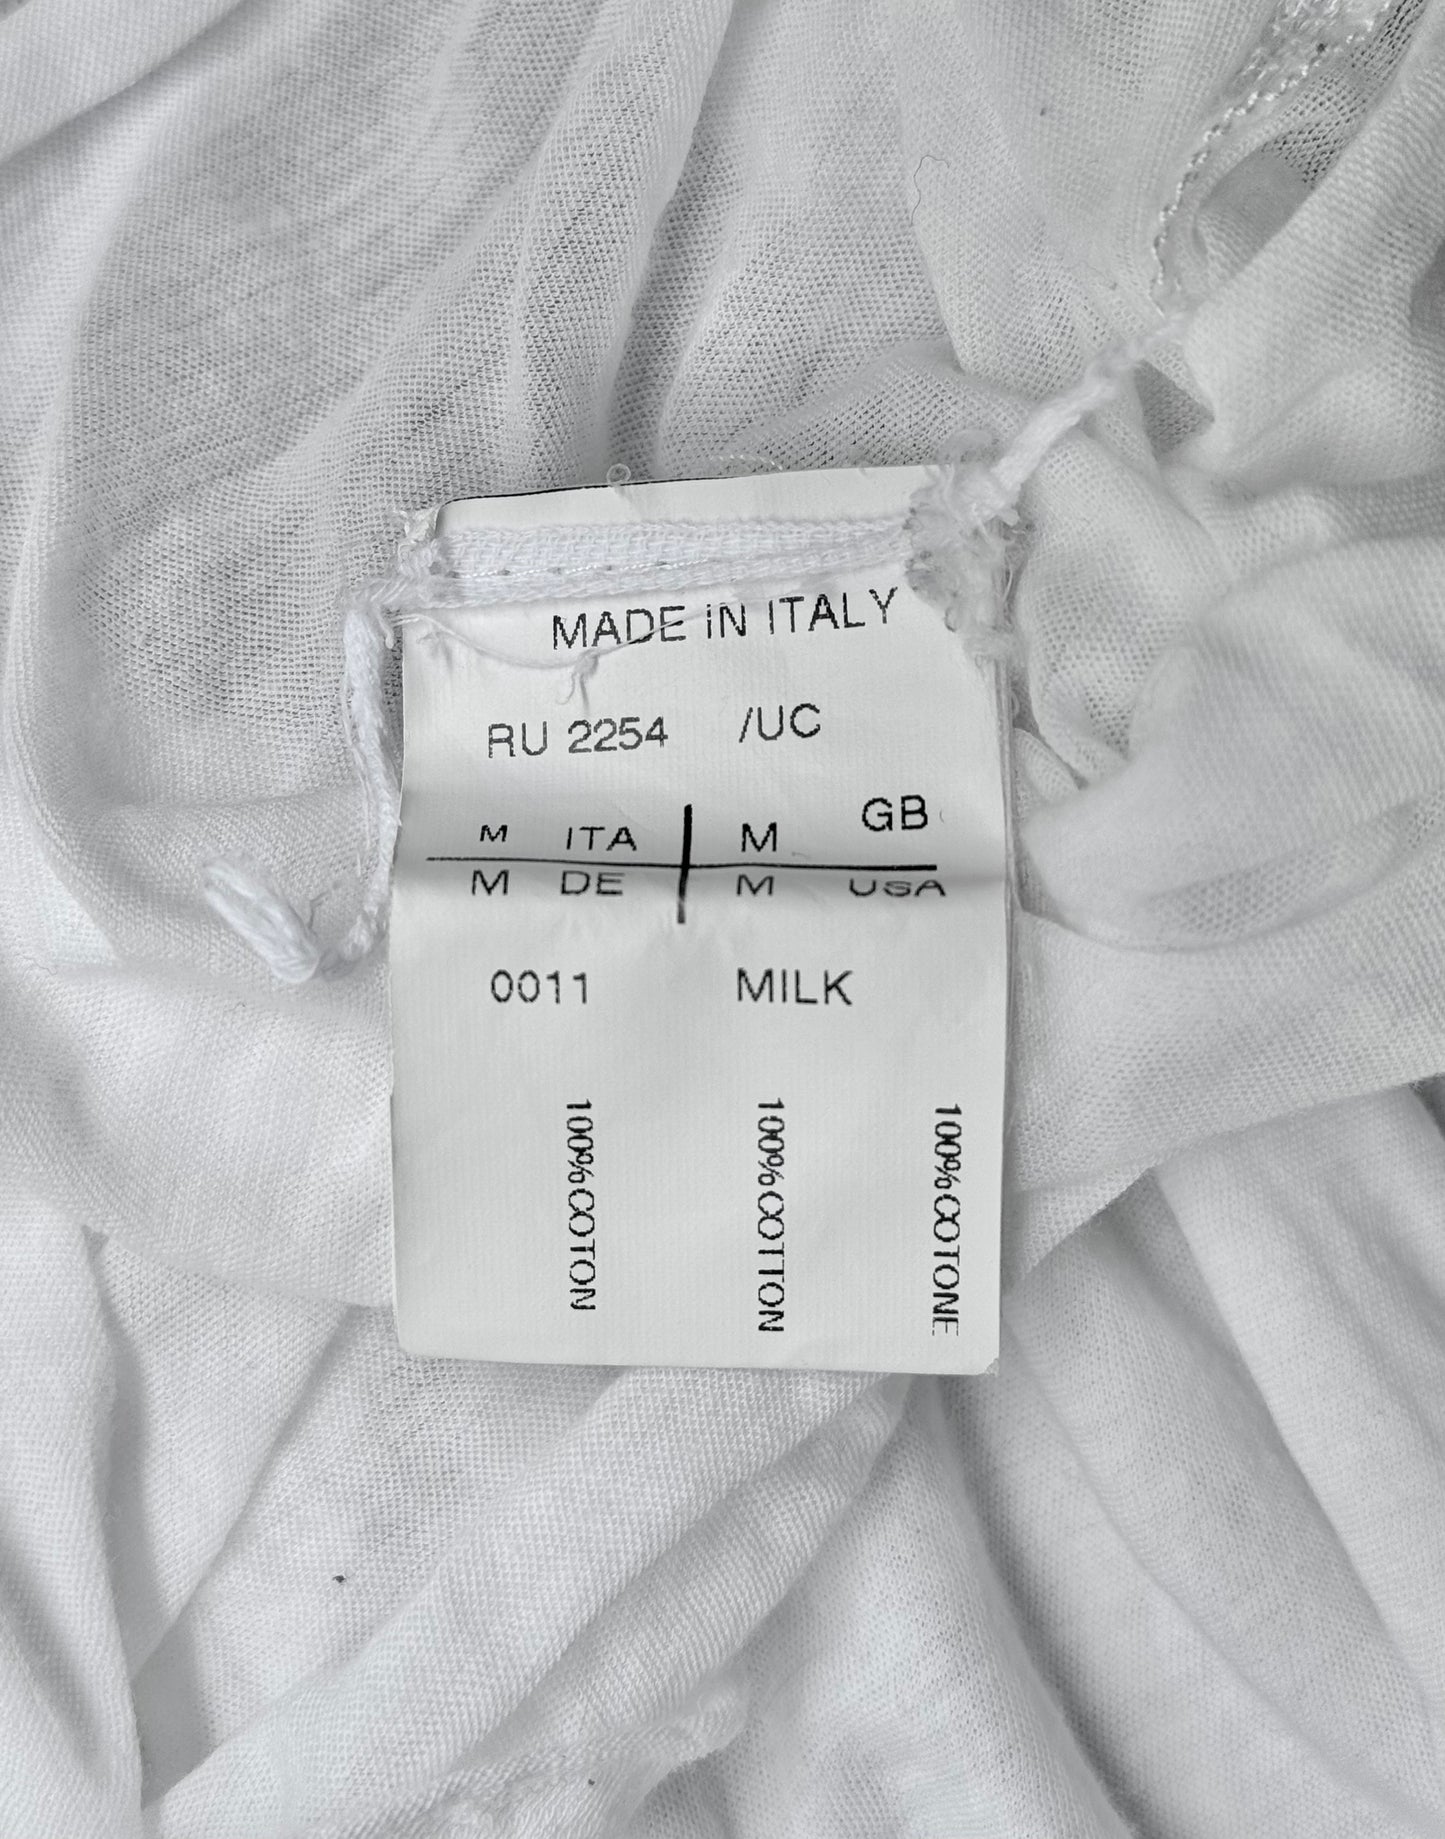 MADE iN ITALY
RU 2254 /UC
M ITA M GB
M DE M USA
0011 MILK
100%COTONE
100%COTTON
100%COTON